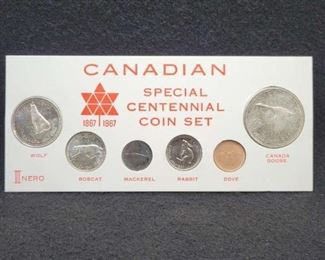 CANADIAN
SPECIAL
CENTENNIAL
1867 1967
COIN SET
WOLF
BOBCAT
MACKEREL
RABBIT
DOVE
CANADA
GOOSE
NERO